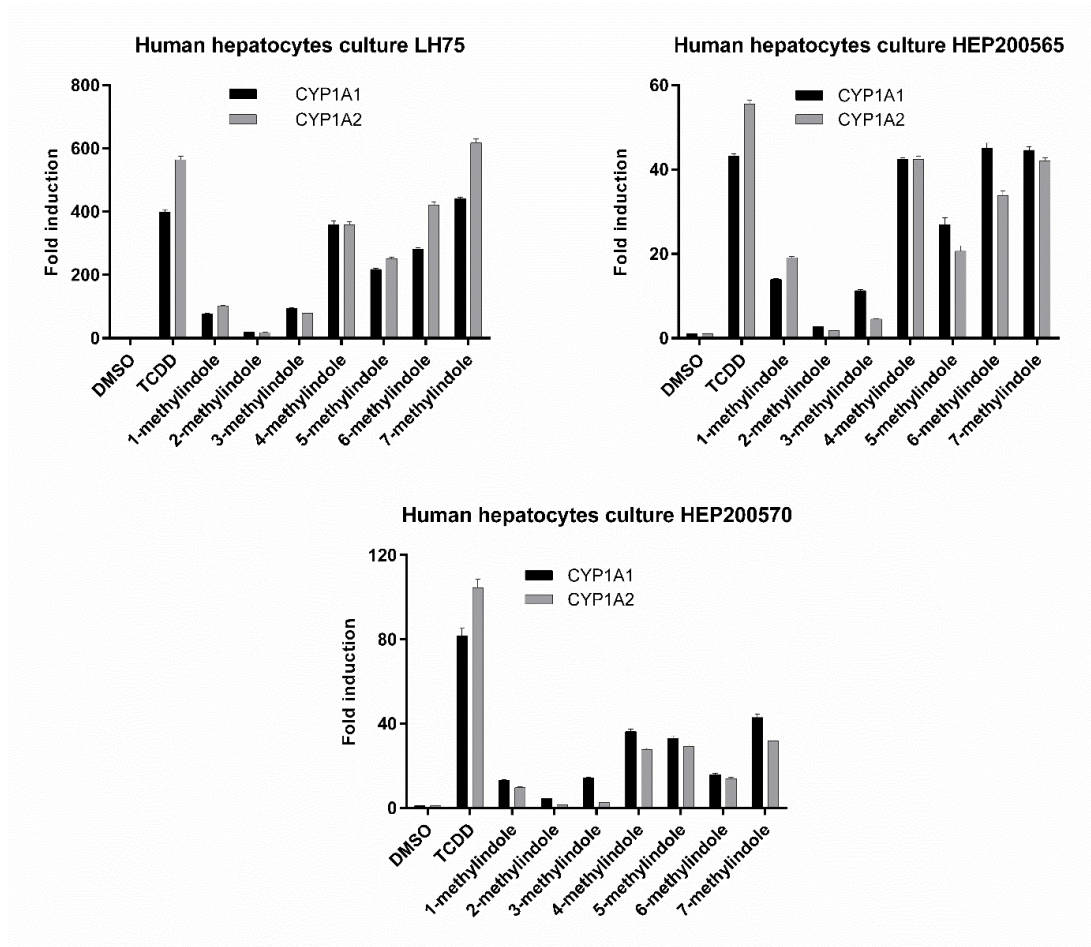 Human hepatocytes culture LH75
CYP1A1
CYP1A2
Fold induction
800
600
400
200
0
DMSO
TCDD
1-methylindole
2-methylindole
3-methylindole
4-methylindole
5-methylindole
6-methylindole
7-methylindole
Human hepatocytes culture HEP200565
CYP1A1
CYP1A2
Fold induction
60
40
20
0
DMSO
TCDD
1-methylindole
2-methylindole
3-methylindole
4-methylindole
5-methylindole
6-methylindole
7-methylindole
Human hepatocytes culture HEP200570
CYP1A1
CYP1A2
Fold induction
120
80
40
0
DMSO
TCDD
1-methylindole
2-methylindole
3-methylindole
4-methylindole
5-methylindole
6-methylindole
7-methylindole